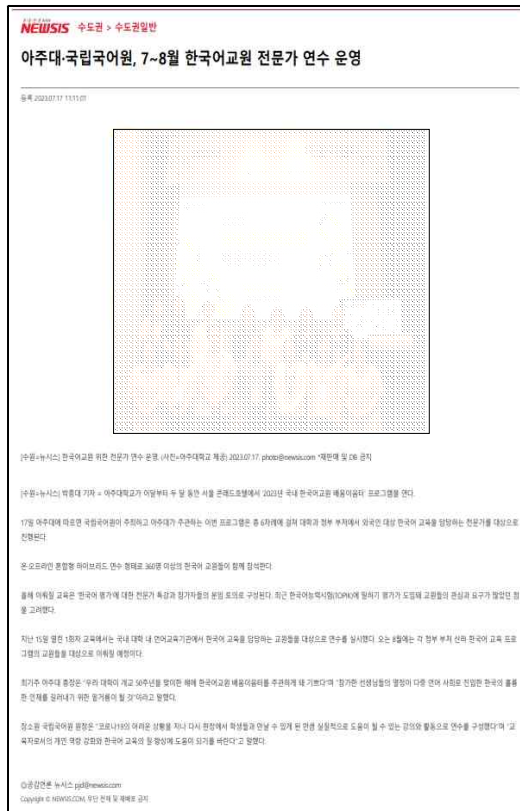 NEWSIS 수도권 > 수도권일반
아주대·국립국어원, 7~8월 한국어교원 전문가 연수 운영
등록 2023.07.17 11:11:01
[수원=뉴시스] 한국어교원 위한 전문가 연수 운영. (사진=아주대학교 제공) 2023.07.17. photo@newsis.com *재판매 및 DB 금지
[수원=뉴시스] 박종대 기자 = 아주대학교가 이달부터 두 달 동안 서울 콘래드호텔에서 '2023년 국내 한국어교원 배움이음터' 프로그램을 연다.
17일 아주대에 따르면 국립국어원이 주최하고 아주대가 주관하는 이번 프로그램은 총 6차례에 걸쳐 대학과 정부 부처에서 외국인 대상 한국어 교육을 담당하는 전문가를 대상으로
진행된다.
온·오프라인 혼합형 하이브리드 연수 형태로 360명 이상의 한국어 교원들이 함께 참석한다.
올해 이뤄질 교육은 '한국어 평가'에 대한 전문가 특강과 참가자들의 분임 토의로 구성된다. 최근 한국어능력시험(TOPIK)에 말하기 평가가 도입돼 교원들의 관심과 요구가 많았던 점
을 고려했다.
지난 15일 열린 1회차 교육에서는 국내 대학 내 언어교육기관에서 한국어 교육을 담당하는 교원들을 대상으로 연수를 실시했다. 오는 8월에는 각 정부 부처 산하 한국어 교육 프로
그램의 교원들을 대상으로 이뤄질 예정이다.
최기주 아주대 총장은 "우리 대학이 개교 50주년을 맞이한 해에 한국어교원 배움이음터를 주관하게 돼 기쁘다"며 "참가한 선생님들의 열정이 다중 언어 사회로 진입한 한국의 훌륭
한 인재를 길러내기 위한 밑거름이 될 것"이라고 말했다.
장소원 국립국어원 원장은 "코로나19의 어려운 상황을 지나 다시 현장에서 학생들과 만날 수 있게 된 만큼 실질적으로 도움이 될 수 있는 강의와 활동으로 연수를 구성했다"며 "교
육자로서의 개인 역량 강화와 한국어 교육의 질 향상에 도움이 되기를 바란다"고 말했다.
◎공감언론 뉴시스 pjd@newsis.com
Copyright © NEWSIS.COM, 무단 전재 및 재배포 금지